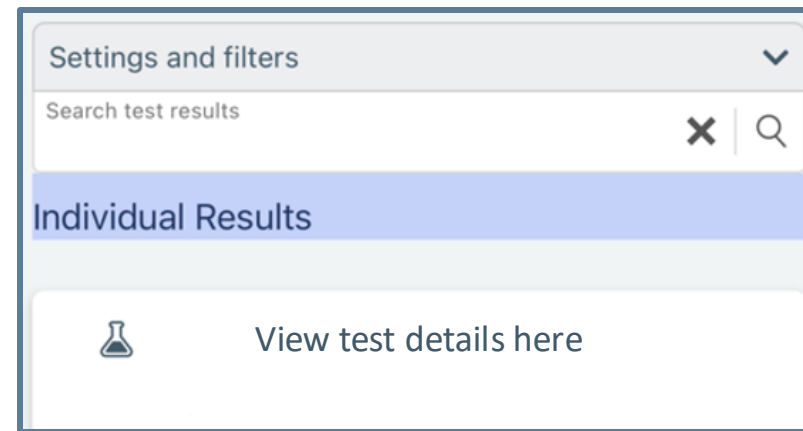 Settings and filters
Search test results
Individual Results
View test details here